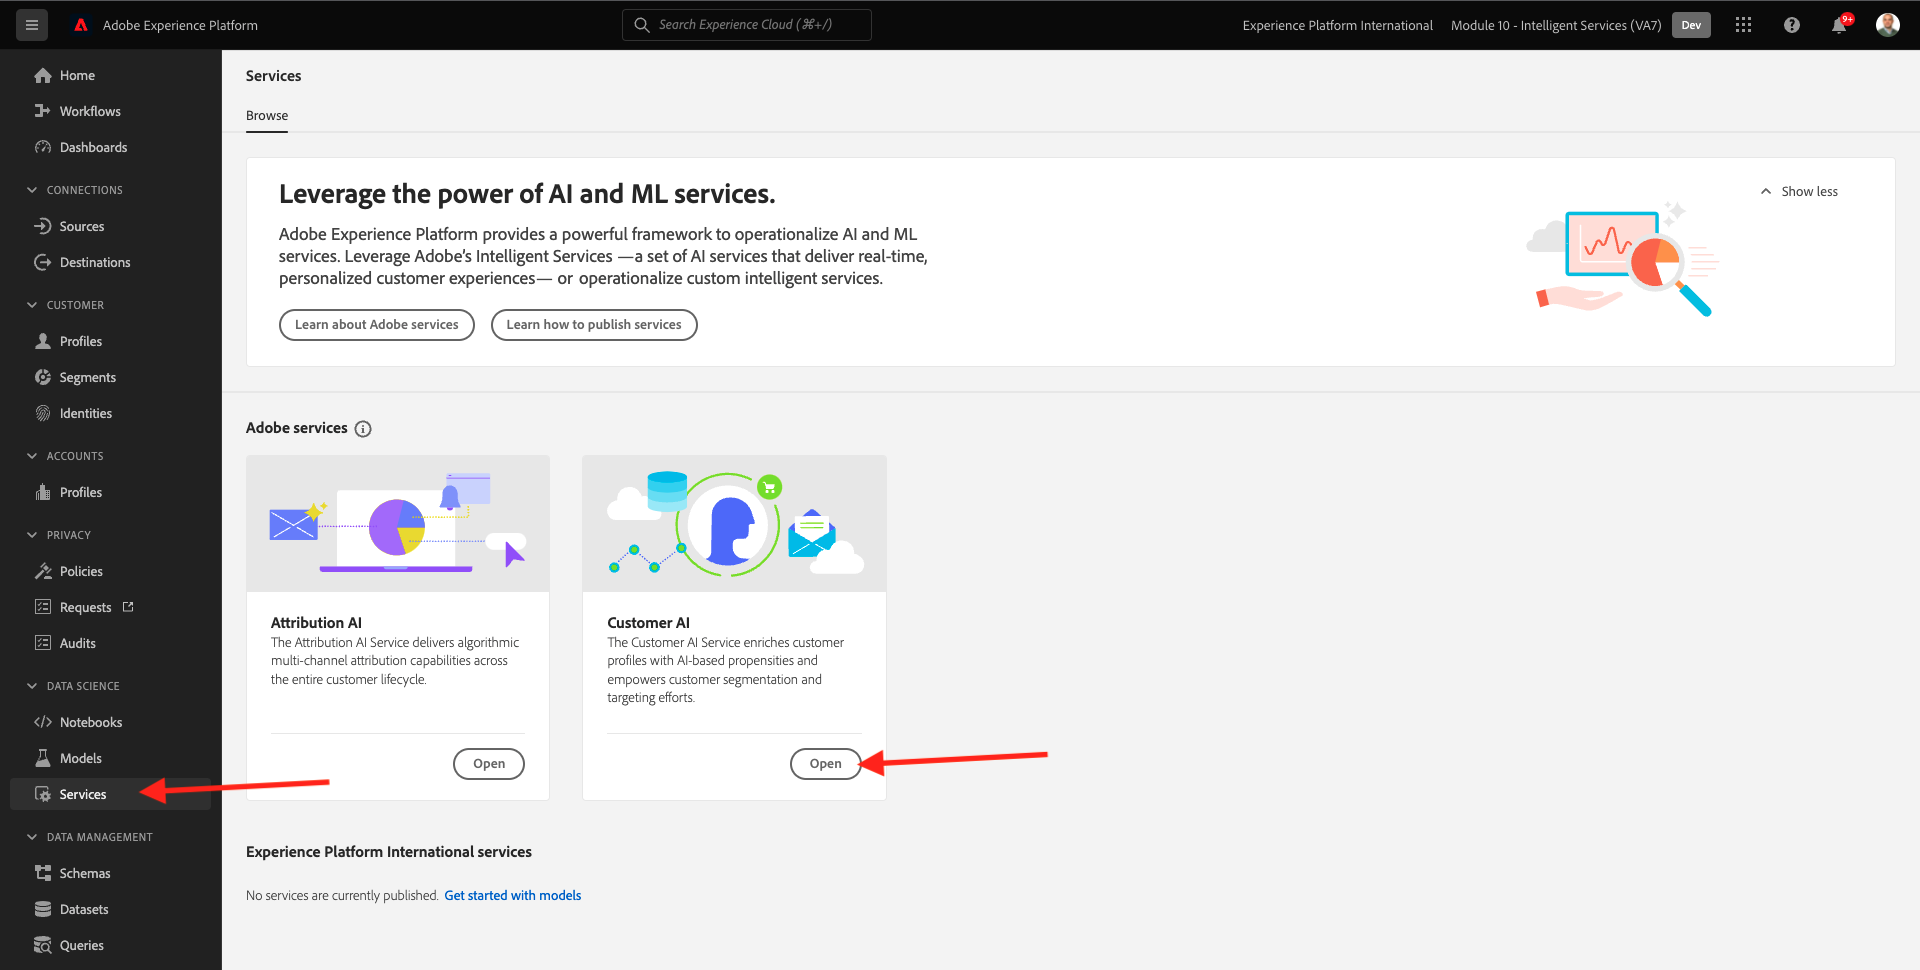 Adobe Experience Platform
Search Experience Cloud (⌘+/)
Experience Platform International
Module 10 - Intelligent Services (VA7)
Dev
9+
Home
Workflows
Dashboards
CONNECTIONS
Sources
Destinations
CUSTOMER
Profiles
Segments
Identities
ACCOUNTS
Profiles
PRIVACY
Policies
Requests
Audits
DATA SCIENCE
Notebooks
Models
Services
DATA MANAGEMENT
Schemas
Datasets
Queries
Services
Browse
Leverage the power of AI and ML services.
Show less
Adobe Experience Platform provides a powerful framework to operationalize AI and ML
services. Leverage Adobe's Intelligent Services —a set of AI services that deliver real-time,
personalized customer experiences— or operationalize custom intelligent services.
Learn about Adobe services
Learn how to publish services
Adobe services
Attribution AI
The Attribution AI Service delivers algorithmic
multi-channel attribution capabilities across
the entire customer lifecycle.
Open
Customer AI
The Customer AI Service enriches customer
profiles with AI-based propensities and
empowers customer segmentation and
targeting efforts.
Open
Experience Platform International services
No services are currently published. Get started with models